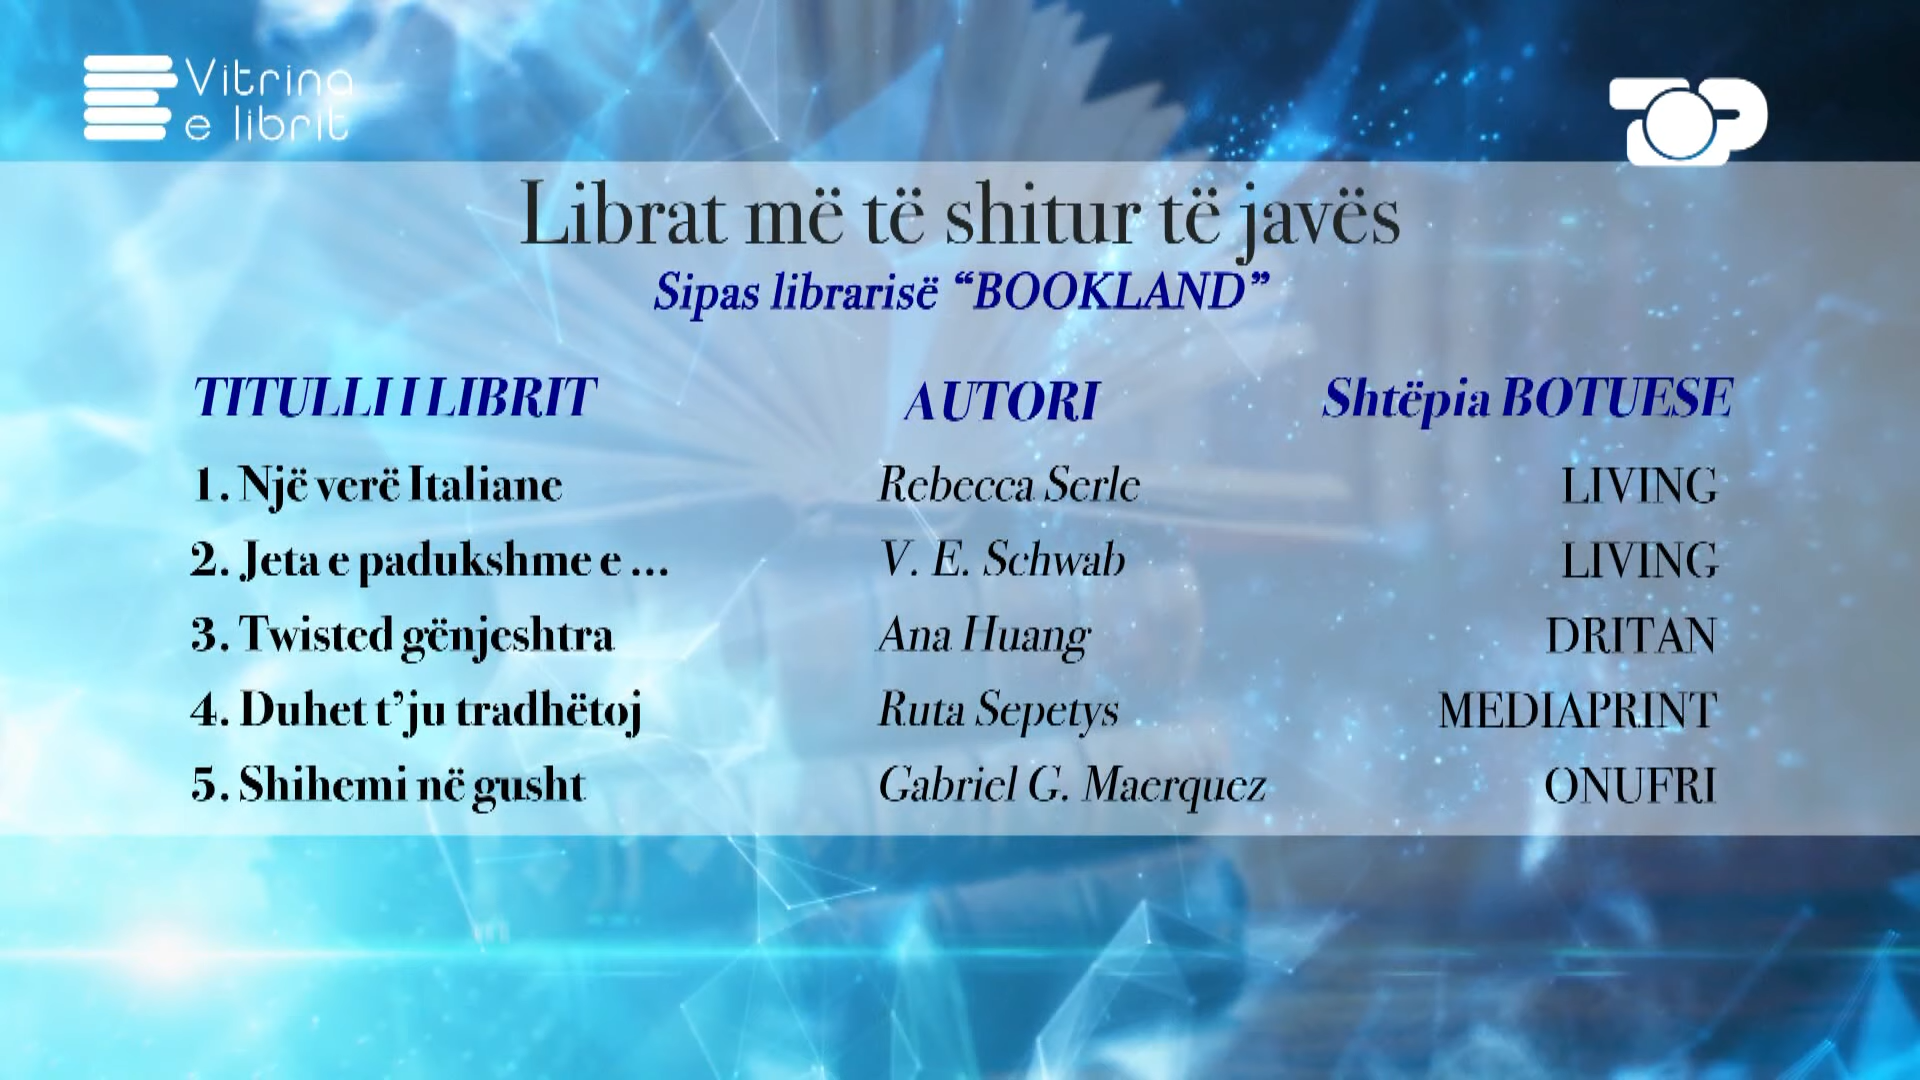 Vitrina
e librit
TOP
Librat më të shitur të javës
Sipas librarisë “BOOKLAND”
TITULLI I LIBRIT AUTORI Shtëpia BOTUESE
1. Një verë Italiane Rebecca Serle LIVING
2. Jeta e padukshme e ... V. E. Schwab LIVING
3. Twisted gënjeshtra Ana Huang DRITAN
4. Duhet t’ju tradhëtoj Ruta Sepetys MEDIAPRINT
5. Shihemi në gusht Gabriel G. Maerquez ONUFRI